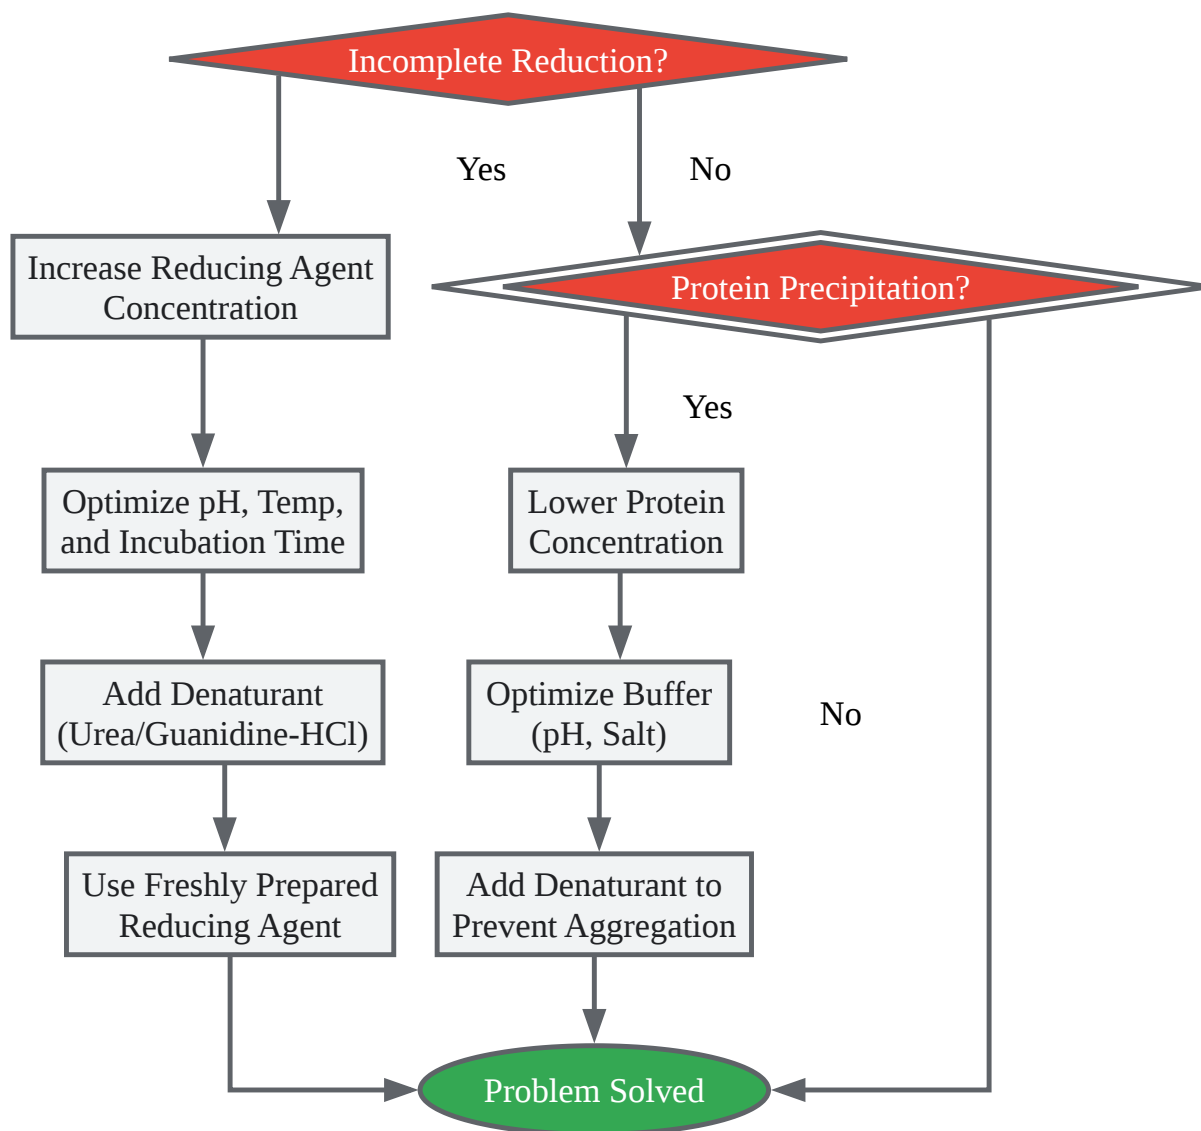 Incomplete Reduction?
Yes
No
Increase Reducing Agent
Concentration
Protein Precipitation?
Yes
Optimize pH, Temp,
and Incubation Time
Lower Protein
Concentration
Add Denaturant
(Urea/Guanidine-HCl)
Optimize Buffer
(pH, Salt)
No
Use Freshly Prepared
Reducing Agent
Add Denaturant to
Prevent Aggregation
Problem Solved